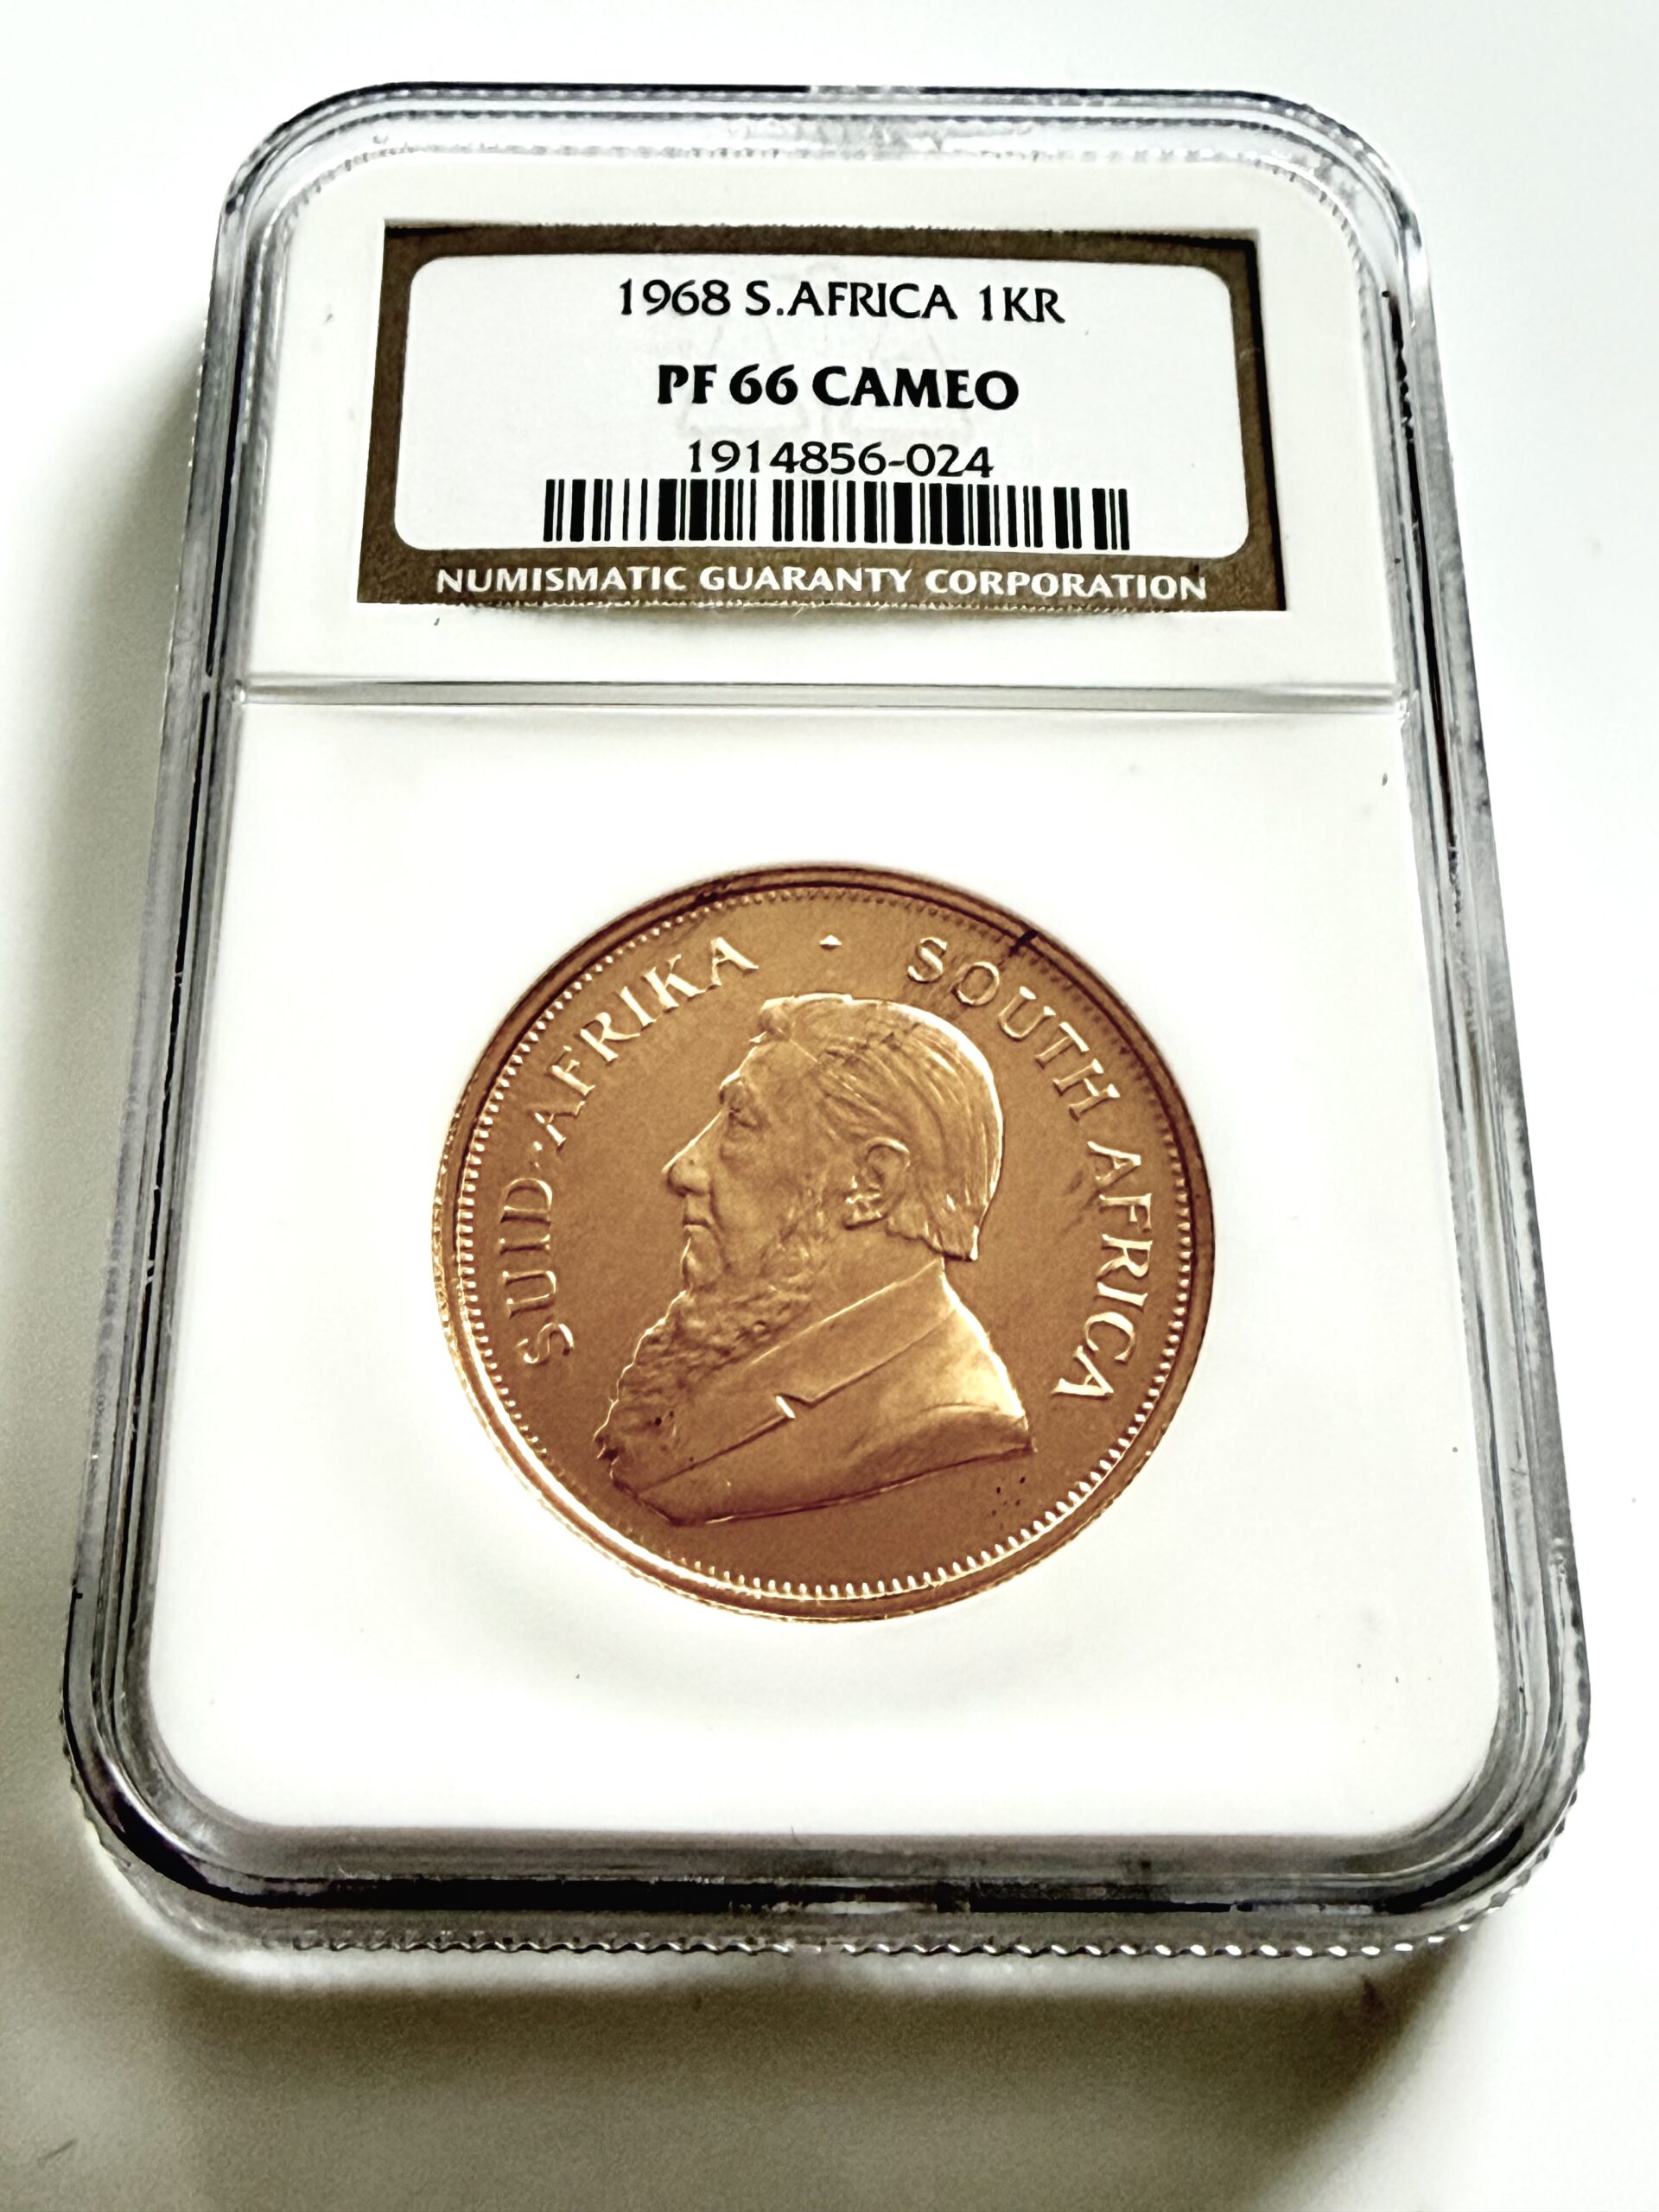 1968 S.AFRICA 1KR
PF 66 CAMEO
1914856-024
NUMISMATIC GUARANTY CORPORATION
SUID·AFRIKA · SOUTH AFRICA